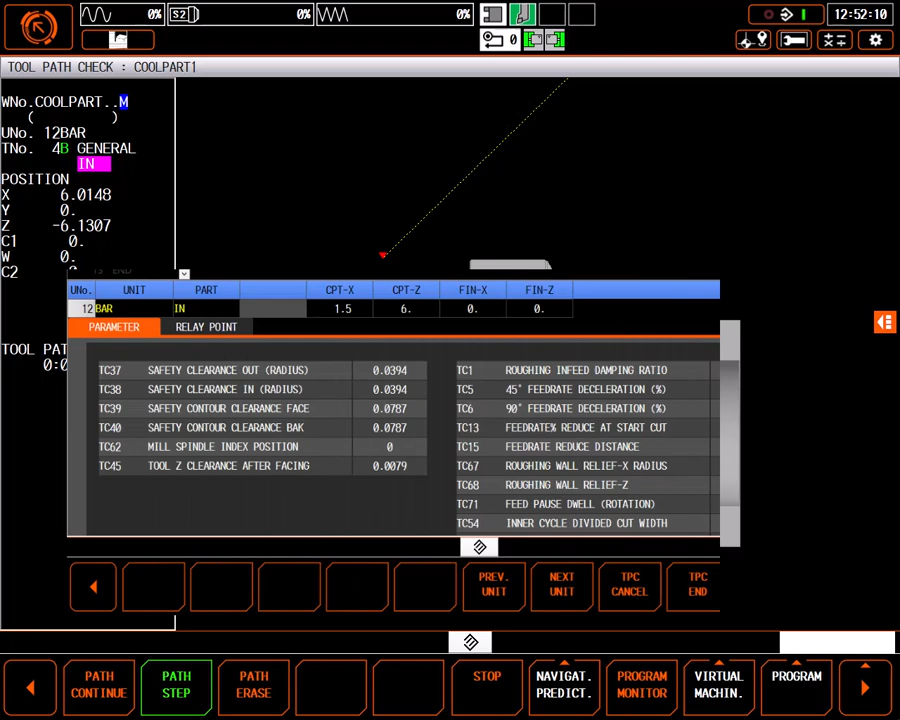 0%
S2
0%
0%
12:52:10
0
TOOL PATH CHECK : COOLPART1
WNo.COOLPART..M
( )
UNo. 12BAR
TNo. 4B GENERAL
IN
POSITION
X 6.0148
Y 0.
Z -6.1307
C1 0.
W 0.
C2
UNo. UNIT PART CPT-X CPT-Z FIN-X FIN-Z
12 BAR IN 1.5 6. 0. 0.
PARAMETER RELAY POINT
TOOL PAT
0:0
TC37 SAFETY CLEARANCE OUT (RADIUS) 0.0394
TC38 SAFETY CLEARANCE IN (RADIUS) 0.0394
TC39 SAFETY CONTOUR CLEARANCE FACE 0.0787
TC40 SAFETY CONTOUR CLEARANCE BAK 0.0787
TC62 MILL SPINDLE INDEX POSITION 0
TC45 TOOL Z CLEARANCE AFTER FACING 0.0079
TC1 ROUGHING INFEED DAMPING RATIO
TC5 45° FEEDRATE DECELERATION (%)
TC6 90° FEEDRATE DECELERATION (%)
TC13 FEEDRATE% REDUCE AT START CUT
TC15 FEEDRATE REDUCE DISTANCE
TC67 ROUGHING WALL RELIEF-X RADIUS
TC68 ROUGHING WALL RELIEF-Z
TC71 FEED PAUSE DWELL (ROTATION)
TC54 INNER CYCLE DIVIDED CUT WIDTH
PREV. UNIT
NEXT UNIT
TPC CANCEL
TPC END
PATH CONTINUE
PATH STEP
PATH ERASE
STOP
NAVIGAT. PREDICT.
PROGRAM MONITOR
VIRTUAL MACHIN.
PROGRAM